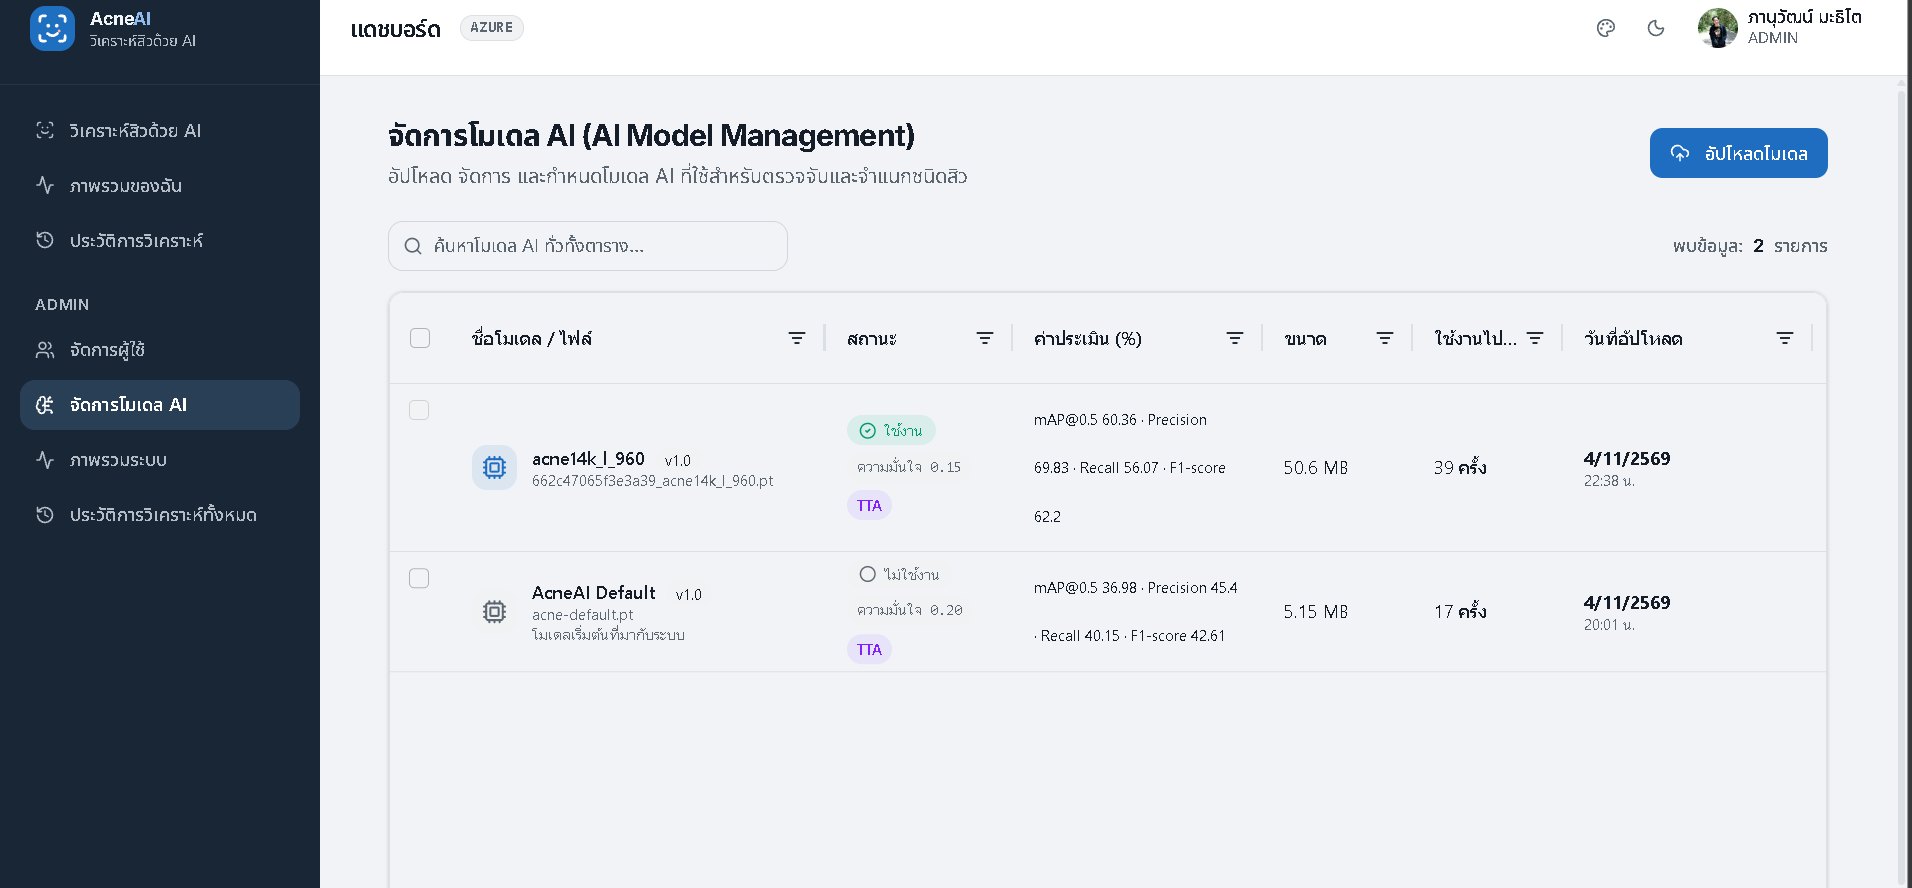 AcneAI
วิเคราะห์สิวด้วย AI
แดชบอร์ด
AZURE
ภานุวัฒน์ มะธิโต
ADMIN
วิเคราะห์สิวด้วย AI
ภาพรวมของฉัน
ประวัติการวิเคราะห์
ADMIN
จัดการผู้ใช้
จัดการโมเดล AI
ภาพรวมระบบ
ประวัติการวิเคราะห์ทั้งหมด
จัดการโมเดล AI (AI Model Management)
อัปโหลด จัดการ และกำหนดโมเดล AI ที่ใช้สำหรับตรวจจับและจำแนกชนิดสิว
อัปโหลดโมเดล
ค้นหาโมเดล AI ทั่วทั้งตาราง...
พบข้อมูล: 2 รายการ
ชื่อโมเดล / ไฟล์
สถานะ
ค่าประเมิน (%)
ขนาด
ใช้งานไป...
วันที่อัปโหลด
acne14k_l_960 v1.0
662c47065f3e3a39_acne14k_l_960.pt
ใช้งาน
ความมั่นใจ 0.15
TTA
mAP@0.5 60.36 · Precision
69.83 · Recall 56.07 · F1-score
62.2
50.6 MB
39 ครั้ง
4/11/2569
22:38 น.
AcneAI Default v1.0
acne-default.pt
โมเดลเริ่มต้นที่มากับระบบ
ไม่ใช้งาน
ความมั่นใจ 0.20
TTA
mAP@0.5 36.98 · Precision 45.4
· Recall 40.15 · F1-score 42.61
5.15 MB
17 ครั้ง
4/11/2569
20:01 น.